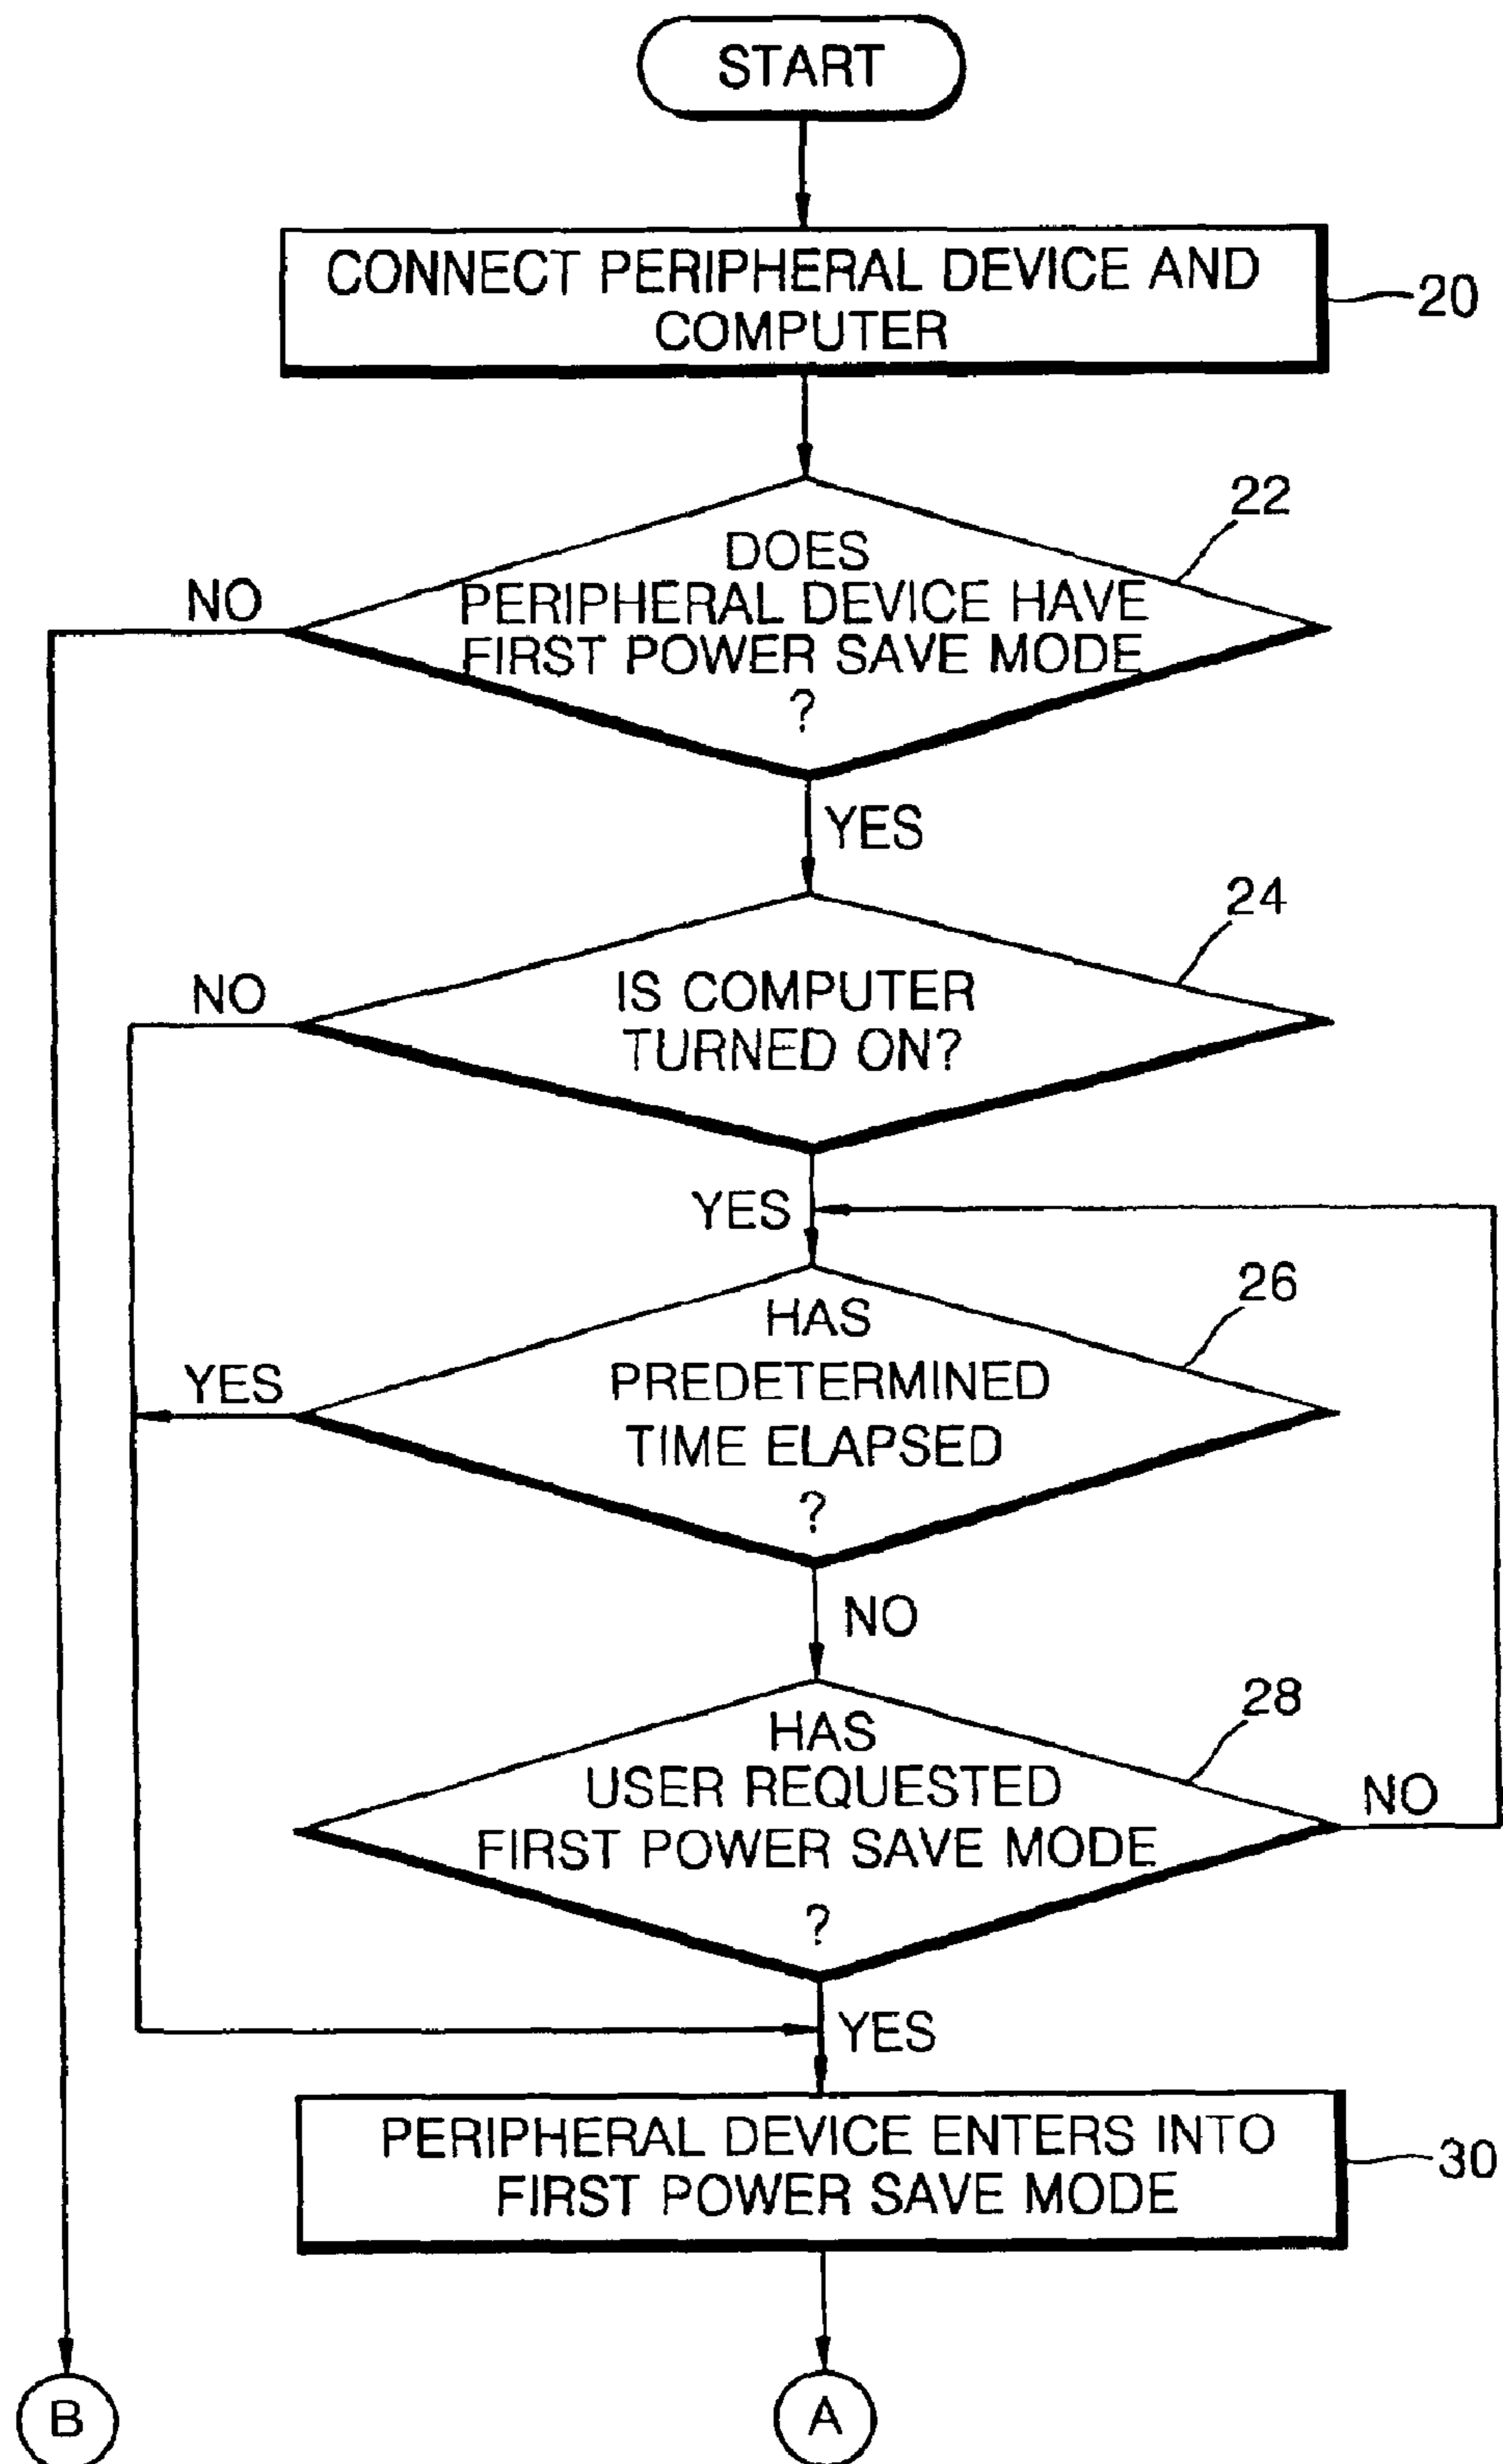 START
CONNECT PERIPHERAL DEVICE AND
COMPUTER
20
22
DOES
PERIPHERAL DEVICE HAVE
FIRST POWER SAVE MODE
?
NO
YES
24
IS COMPUTER
TURNED ON?
NO
YES
26
HAS
PREDETERMINED
TIME ELAPSED
?
YES
NO
28
HAS
USER REQUESTED
FIRST POWER SAVE MODE
?
NO
YES
PERIPHERAL DEVICE ENTERS INTO
FIRST POWER SAVE MODE
30
B
A